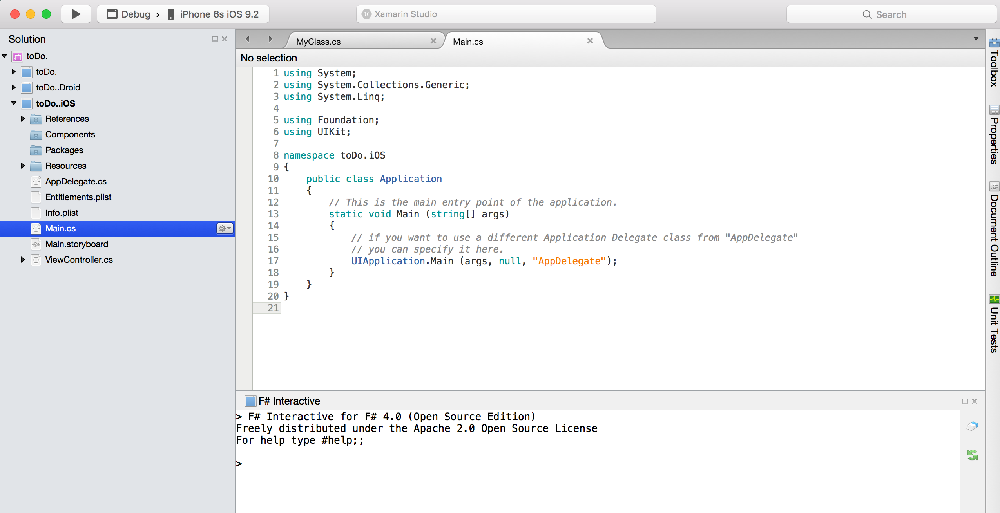 Debug > iPhone 6s iOS 9.2
Xamarin Studio
Search
Solution
toDo.
toDo.
toDo..Droid
toDo..iOS
References
Components
Packages
Resources
AppDelegate.cs
Entitlements.plist
Info.plist
Main.cs
Main.storyboard
ViewController.cs
MyClass.cs
Main.cs
No selection
1 using System;
2 using System.Collections.Generic;
3 using System.Linq;
4
5 using Foundation;
6 using UIKit;
7
8 namespace toDo.iOS
9 {
10     public class Application
11     {
12         // This is the main entry point of the application.
13         static void Main (string[] args)
14         {
15             // if you want to use a different Application Delegate class from "AppDelegate"
16             // you can specify it here.
17             UIApplication.Main (args, null, "AppDelegate");
18         }
19     }
20 }
21
F# Interactive
> F# Interactive for F# 4.0 (Open Source Edition)
Freely distributed under the Apache 2.0 Open Source License
For help type #help;;
>
Toolbox
Properties
Document Outline
Unit Tests